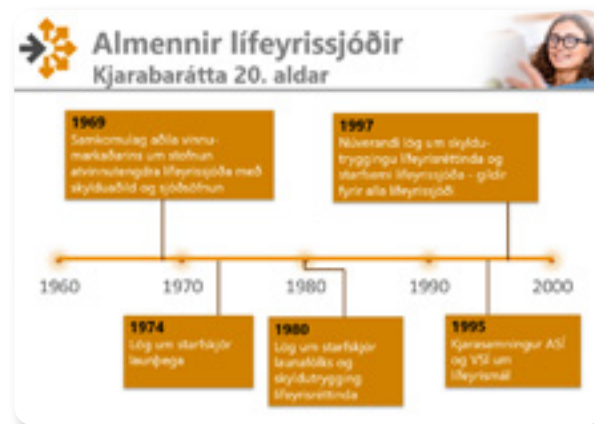 Almennir lífeyrissjóðir
Kjarabarátta 20. aldar
1969
Samkomulag aðila vinnu-
markaðarins um stofnun
atvinnutengdra lífeyrissjóða með
skylduaðild og sjóðsöfnun
1997
Núverandi lög um skyldu-
tryggingu lífeyrisréttinda og
starfsemi lífeyrissjóða - gildir
fyrir alla lífeyrissjóði
1960
1970
1980
1990
2000
1974
Lög um starfskjör
launþega
1980
Lög um starfskjör
launafólks og
skyldutrygging
lífeyrisréttinda
1995
Kjarasamningur ASÍ
og VSÍ um
lífeyrismál